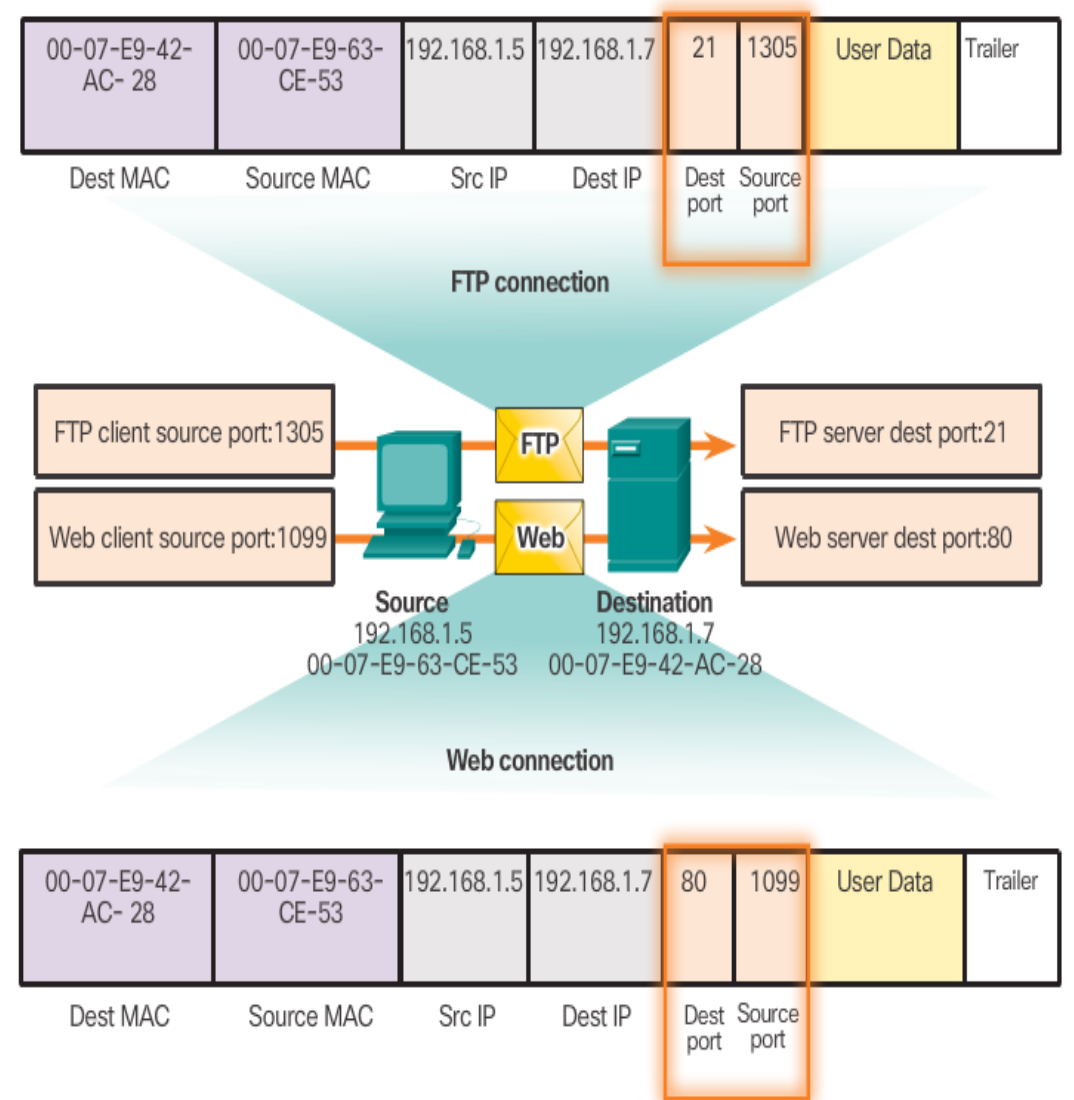 00-07-E9-42-
AC- 28
00-07-E9-63-
CE-53
192.168.1.5
192.168.1.7
21
1305
User Data
Trailer
Dest MAC
Source MAC
Src IP
Dest IP
Dest
port
Source
port
FTP connection
FTP client source port:1305
FTP
FTP server dest port:21
Web client source port:1099
Web
Web server dest port:80
Source
192.168.1.5
00-07-E9-63-CE-53
Destination
192.168.1.7
00-07-E9-42-AC-28
Web connection
00-07-E9-42-
AC- 28
00-07-E9-63-
CE-53
192.168.1.5
192.168.1.7
80
1099
User Data
Trailer
Dest MAC
Source MAC
Src IP
Dest IP
Dest
port
Source
port